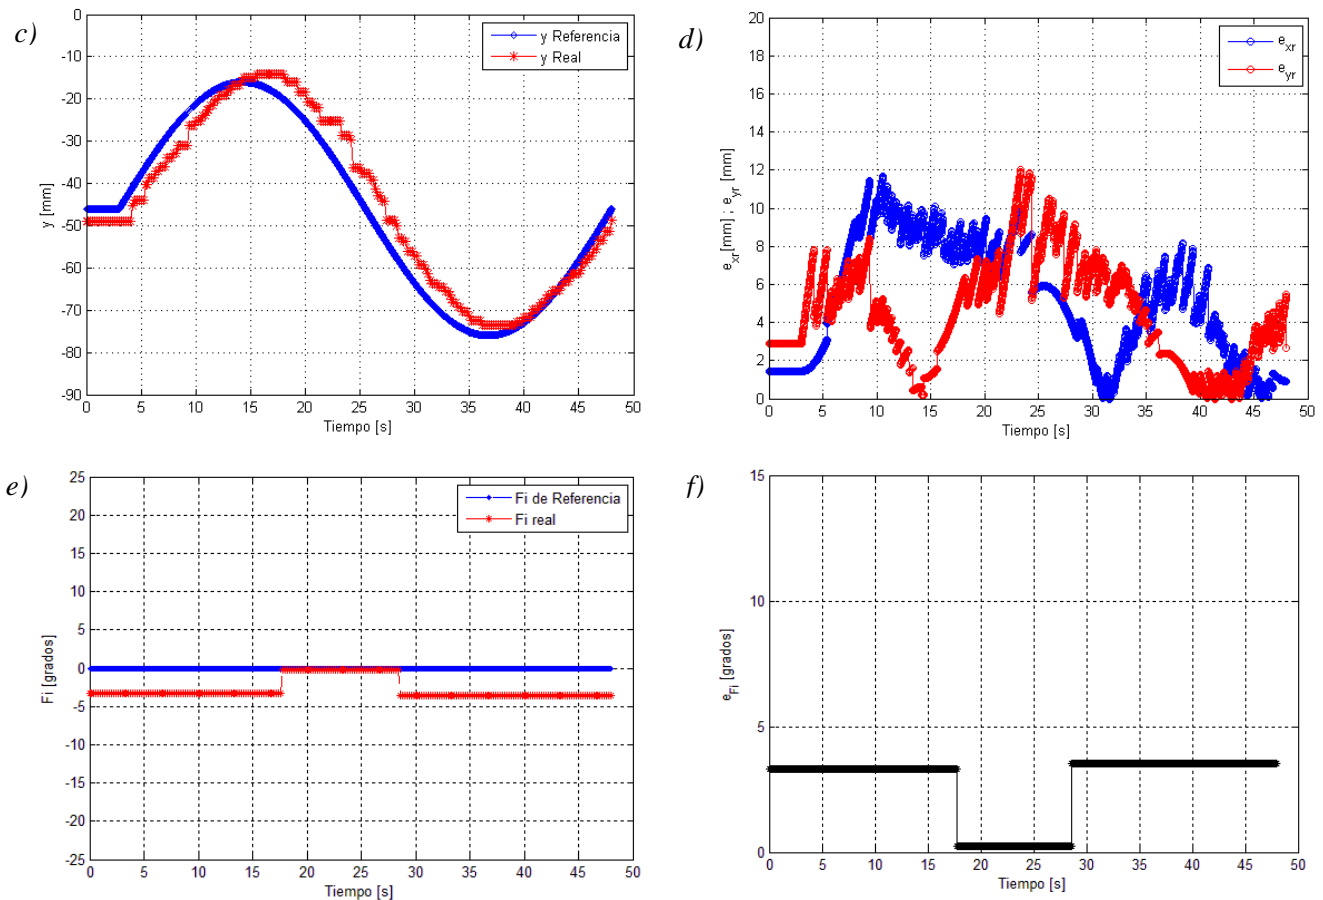 c)
0
-10
-20
-30
-40
-50
-60
-70
-80
-90
y [mm]
0 5 10 15 20 25 30 35 40 45 50
Tiempo [s]
y Referencia
y Real
d)
20
18
16
14
12
10
8
6
4
2
0
e_xr[mm] ; e_yr [mm]
0 5 10 15 20 25 30 35 40 45 50
Tiempo [s]
e_xr
e_yr
e)
25
20
15
10
5
0
-5
-10
-15
-20
-25
Fi [grados]
0 5 10 15 20 25 30 35 40 45 50
Tiempo [s]
Fi de Referencia
Fi real
f)
15
10
5
0
e_Fi [grados]
0 5 10 15 20 25 30 35 40 45 50
Tiempo [s]